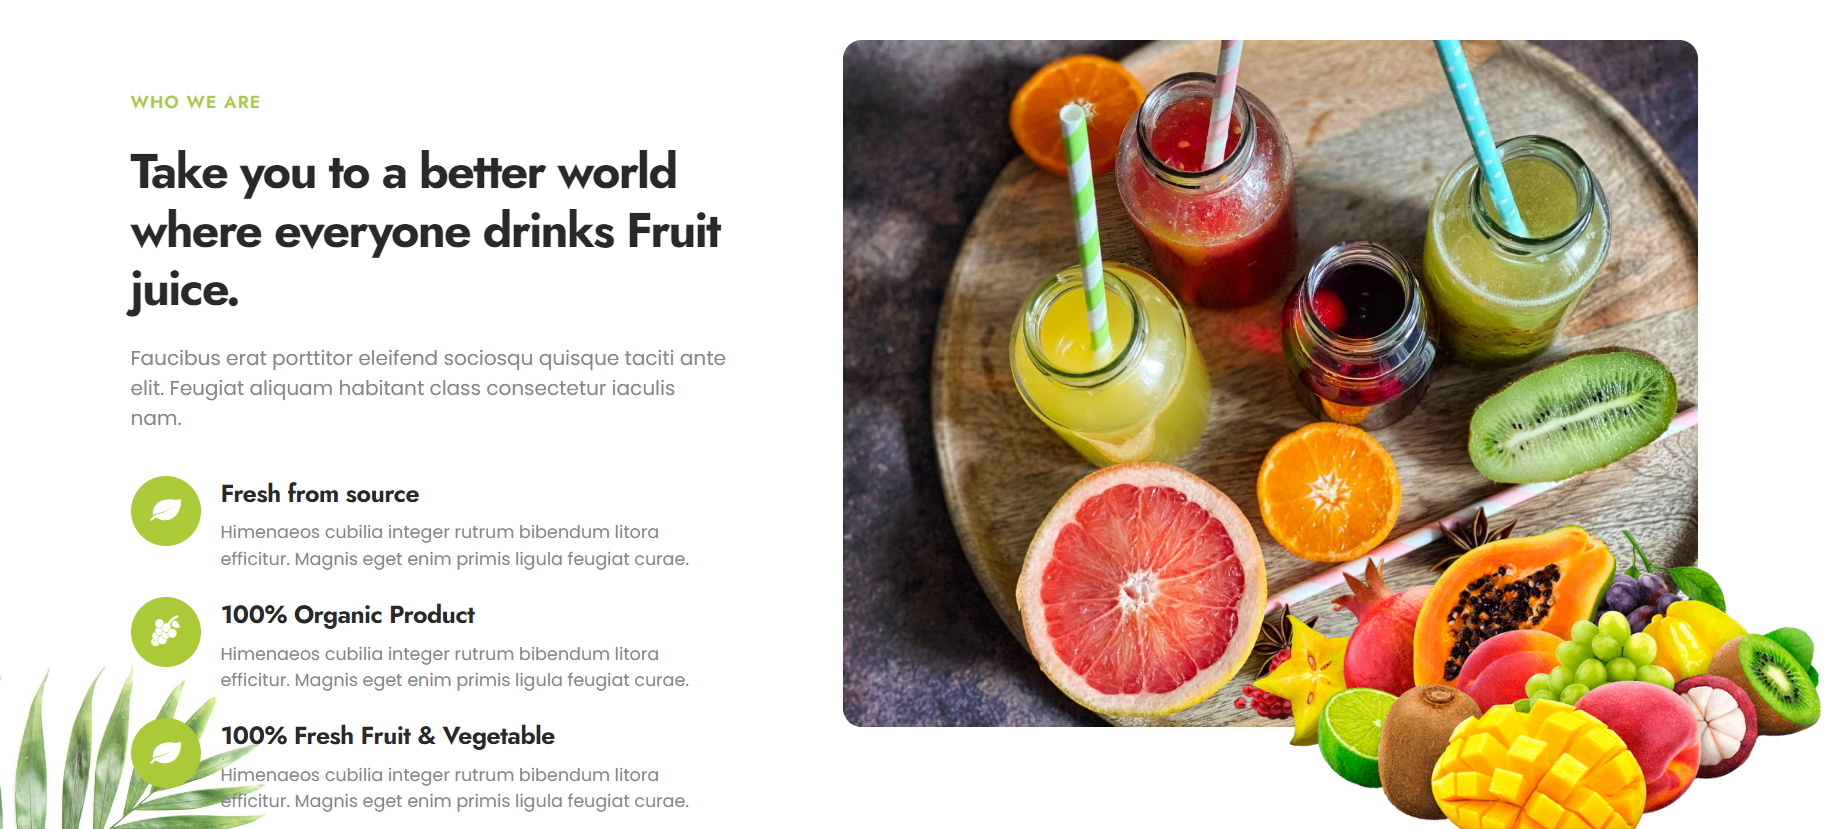 WHO WE ARE
Take you to a better world
where everyone drinks Fruit
juice.
Faucibus erat porttitor eleifend sociosqu quisque taciti ante
elit. Feugiat aliquam habitant class consectetur iaculis
nam.
Fresh from source
Himenaeos cubilia integer rutrum bibendum litora
efficitur. Magnis eget enim primis ligula feugiat curae.
100% Organic Product
Himenaeos cubilia integer rutrum bibendum litora
efficitur. Magnis eget enim primis ligula feugiat curae.
100% Fresh Fruit & Vegetable
Himenaeos cubilia integer rutrum bibendum litora
efficitur. Magnis eget enim primis ligula feugiat curae.